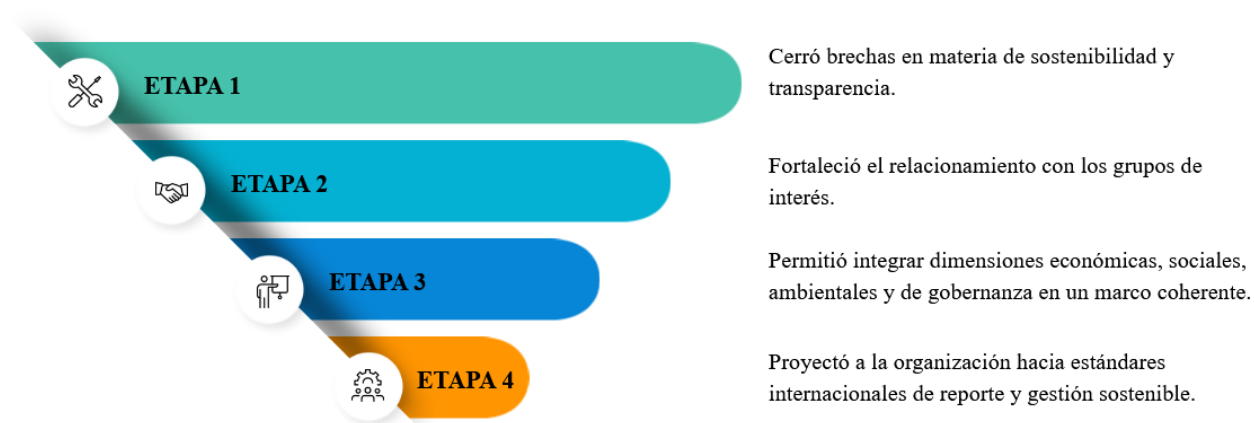 ETAPA 1
Cerró brechas en materia de sostenibilidad y
transparencia.
ETAPA 2
Fortaleció el relacionamiento con los grupos de
interés.
ETAPA 3
Permitió integrar dimensiones económicas, sociales,
ambientales y de gobernanza en un marco coherente.
ETAPA 4
Proyectó a la organización hacia estándares
internacionales de reporte y gestión sostenible.